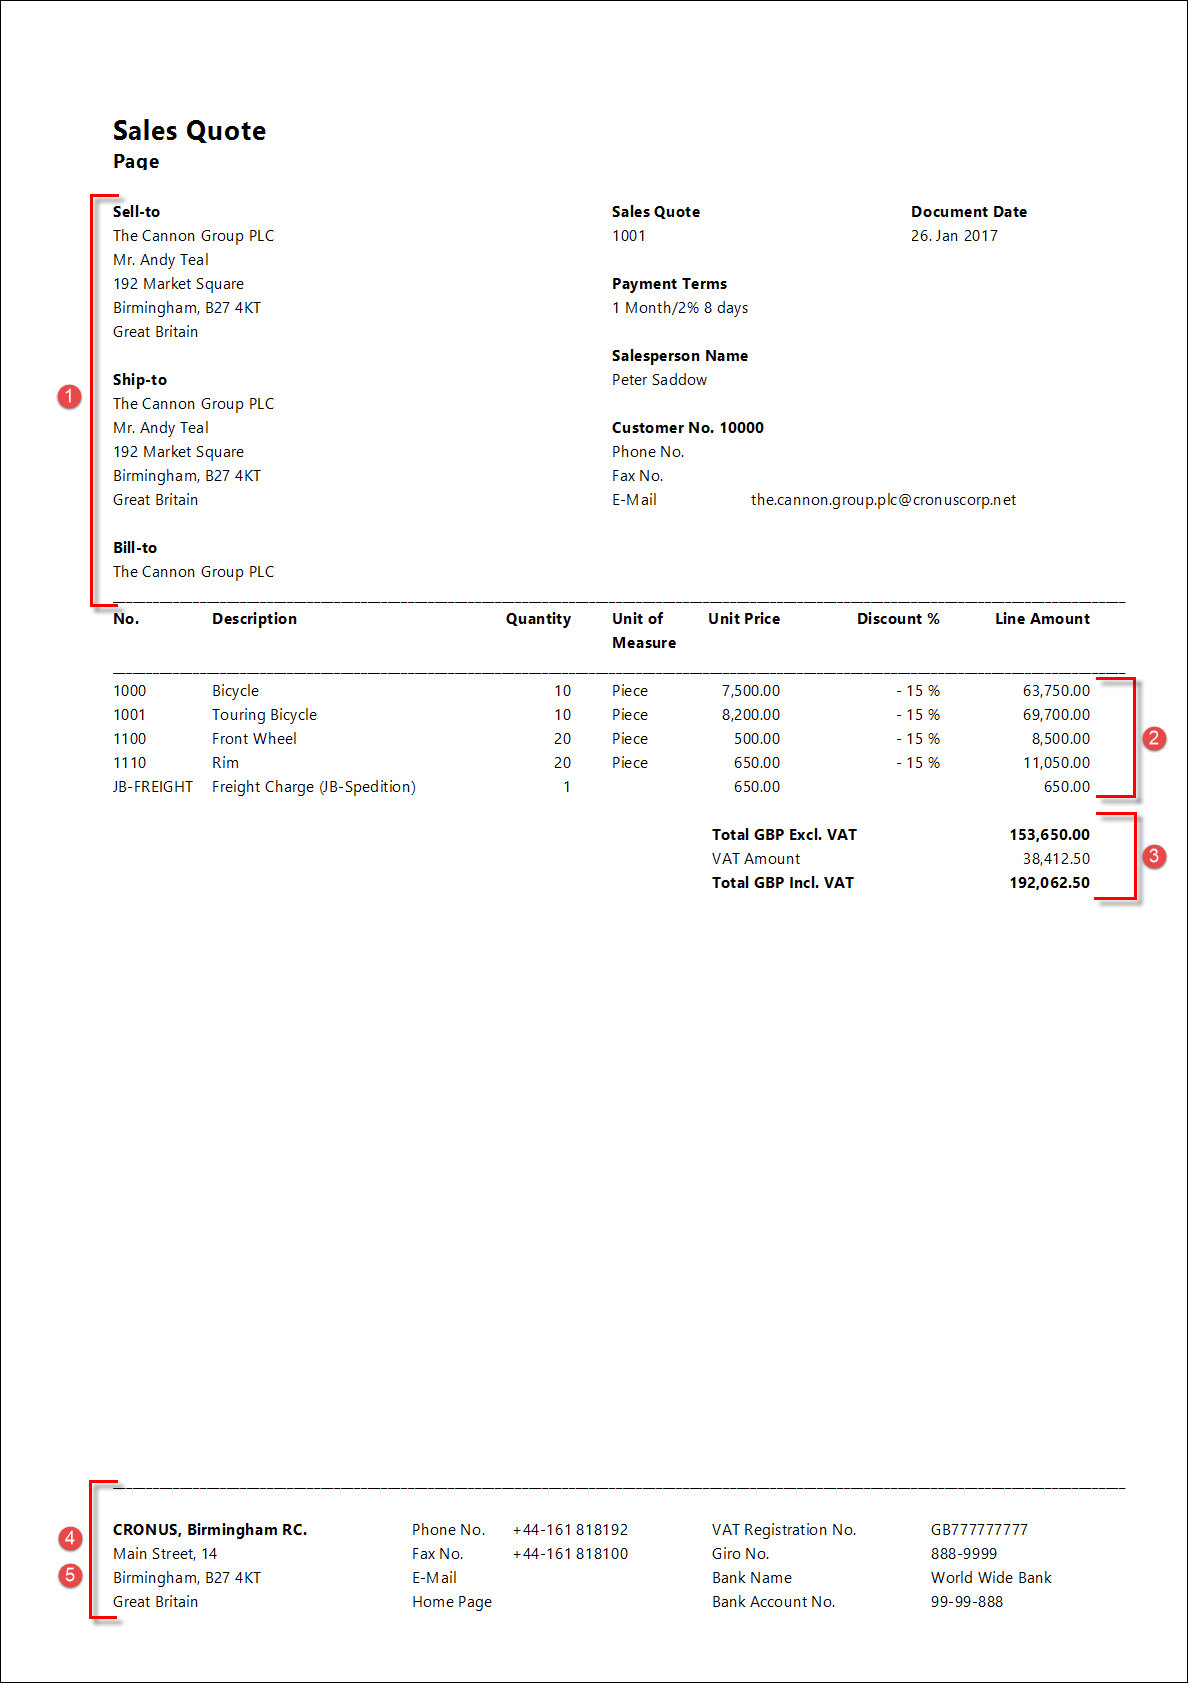 Sales Quote
Page
Sell-to
The Cannon Group PLC
Mr. Andy Teal
192 Market Square
Birmingham, B27 4KT
Great Britain
Ship-to
The Cannon Group PLC
Mr. Andy Teal
192 Market Square
Birmingham, B27 4KT
Great Britain
Bill-to
The Cannon Group PLC
1
Sales Quote
1001
Payment Terms
1 Month/2% 8 days
Salesperson Name
Peter Saddow
Customer No. 10000
Phone No.
Fax No.
E-Mail the.cannon.group.plc@cronuscorp.net
Document Date
26. Jan 2017
No. Description Quantity Unit of Measure Unit Price Discount % Line Amount
1000 Bicycle 10 Piece 7,500.00 - 15 % 63,750.00
1001 Touring Bicycle 10 Piece 8,200.00 - 15 % 69,700.00
1100 Front Wheel 20 Piece 500.00 - 15 % 8,500.00
1110 Rim 20 Piece 650.00 - 15 % 11,050.00
JB-FREIGHT Freight Charge (JB-Spedition) 1 650.00 650.00
2
Total GBP Excl. VAT 153,650.00
VAT Amount 38,412.50
Total GBP Incl. VAT 192,062.50
3
4
5
CRONUS, Birmingham RC.
Main Street, 14
Birmingham, B27 4KT
Great Britain
Phone No. +44-161 818192
Fax No. +44-161 818100
E-Mail
Home Page
VAT Registration No. GB777777777
Giro No. 888-9999
Bank Name World Wide Bank
Bank Account No. 99-99-888